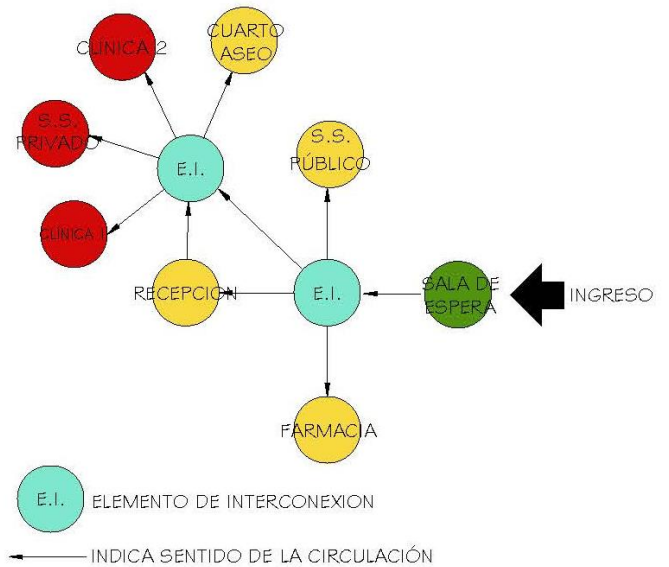 CLÍNICA 2
CUARTO
ASEO
S.S.
PRIVADO
E.I.
S.S.
PÚBLICO
CLÍNICA 1
RECEPCION
E.I.
SALA DE
ESPERA
INGRESO
FARMACIA
E.I.
ELEMENTO DE INTERCONEXION
INDICA SENTIDO DE LA CIRCULACIÓN